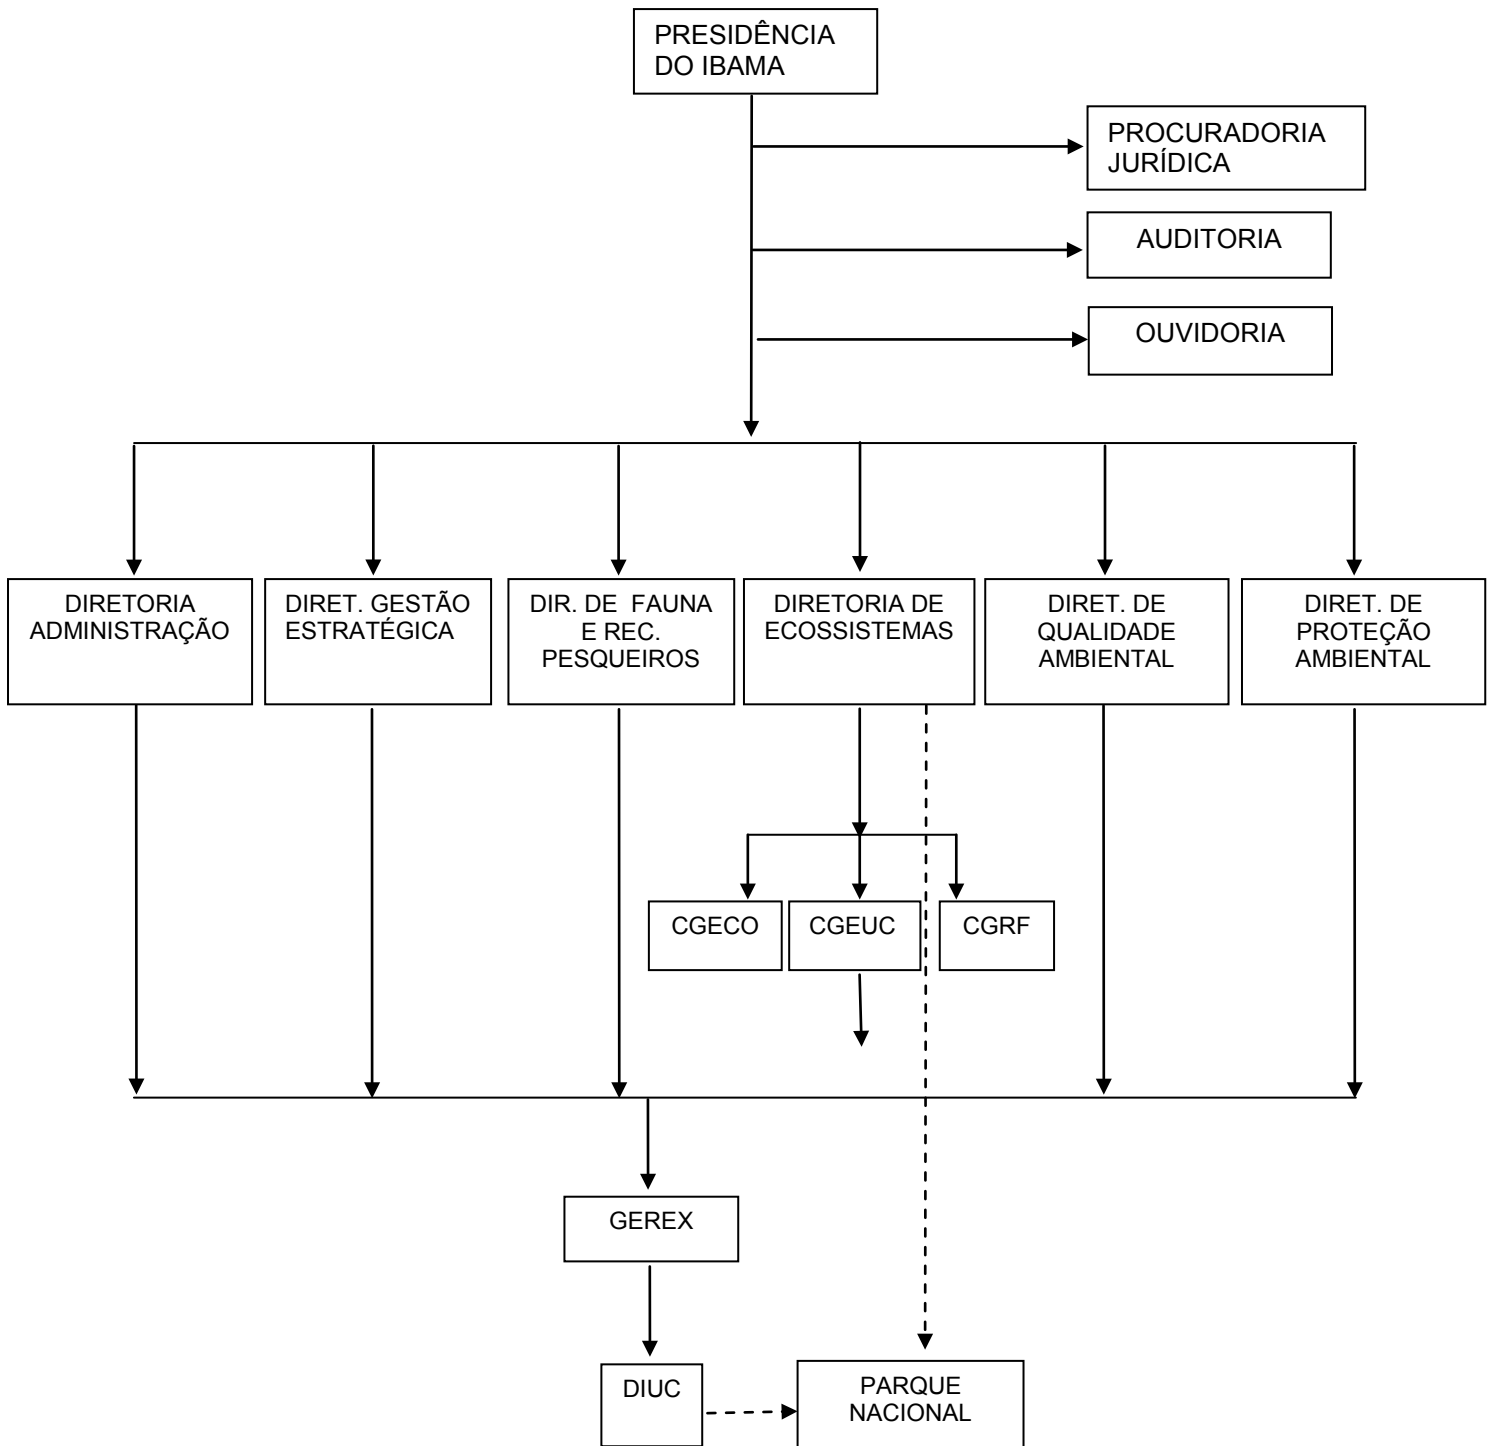 PRESIDÊNCIA
DO IBAMA
PROCURADORIA
JURÍDICA
AUDITORIA
OUVIDORIA
DIRETORIA
ADMINISTRAÇÃO
DIRET. GESTÃO
ESTRATÉGICA
DIR. DE FAUNA
E REC.
PESQUEIROS
DIRETORIA DE
ECOSSISTEMAS
DIRET. DE
QUALIDADE
AMBIENTAL
DIRET. DE
PROTEÇÃO
AMBIENTAL
CGECO
CGEUC
CGRF
GEREX
DIUC
PARQUE
NACIONAL